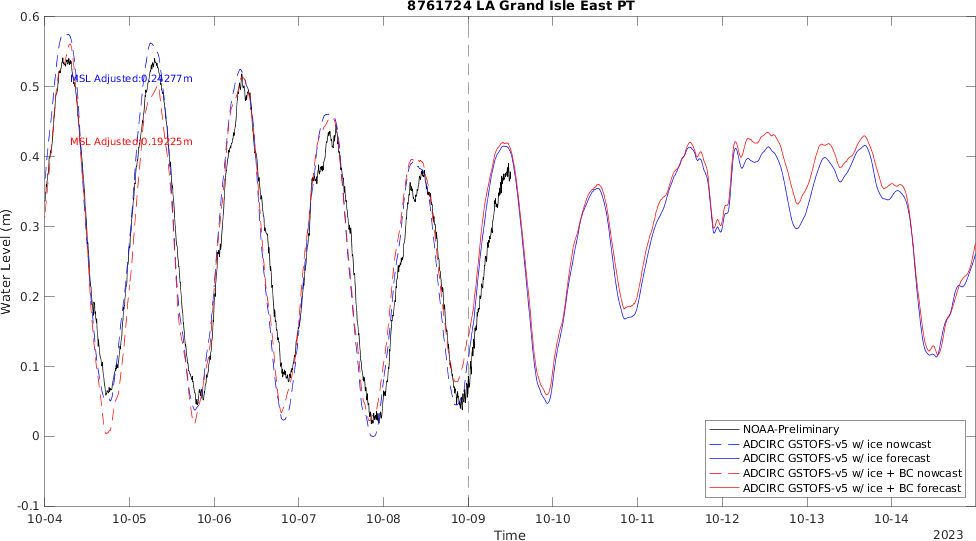 8761724 LA Grand Isle East PT
0.6
0.5
0.4
0.3
0.2
0.1
0
-0.1
Water Level (m)
MSL Adjusted:0.24277m
MSL Adjusted:0.19225m
NOAA-Preliminary
ADCIRC GSTOFS-v5 w/ ice nowcast
ADCIRC GSTOFS-v5 w/ ice forecast
ADCIRC GSTOFS-v5 w/ ice + BC nowcast
ADCIRC GSTOFS-v5 w/ ice + BC forecast
10-04 10-05 10-06 10-07 10-08 10-09 10-10 10-11 10-12 10-13 10-14
Time
2023